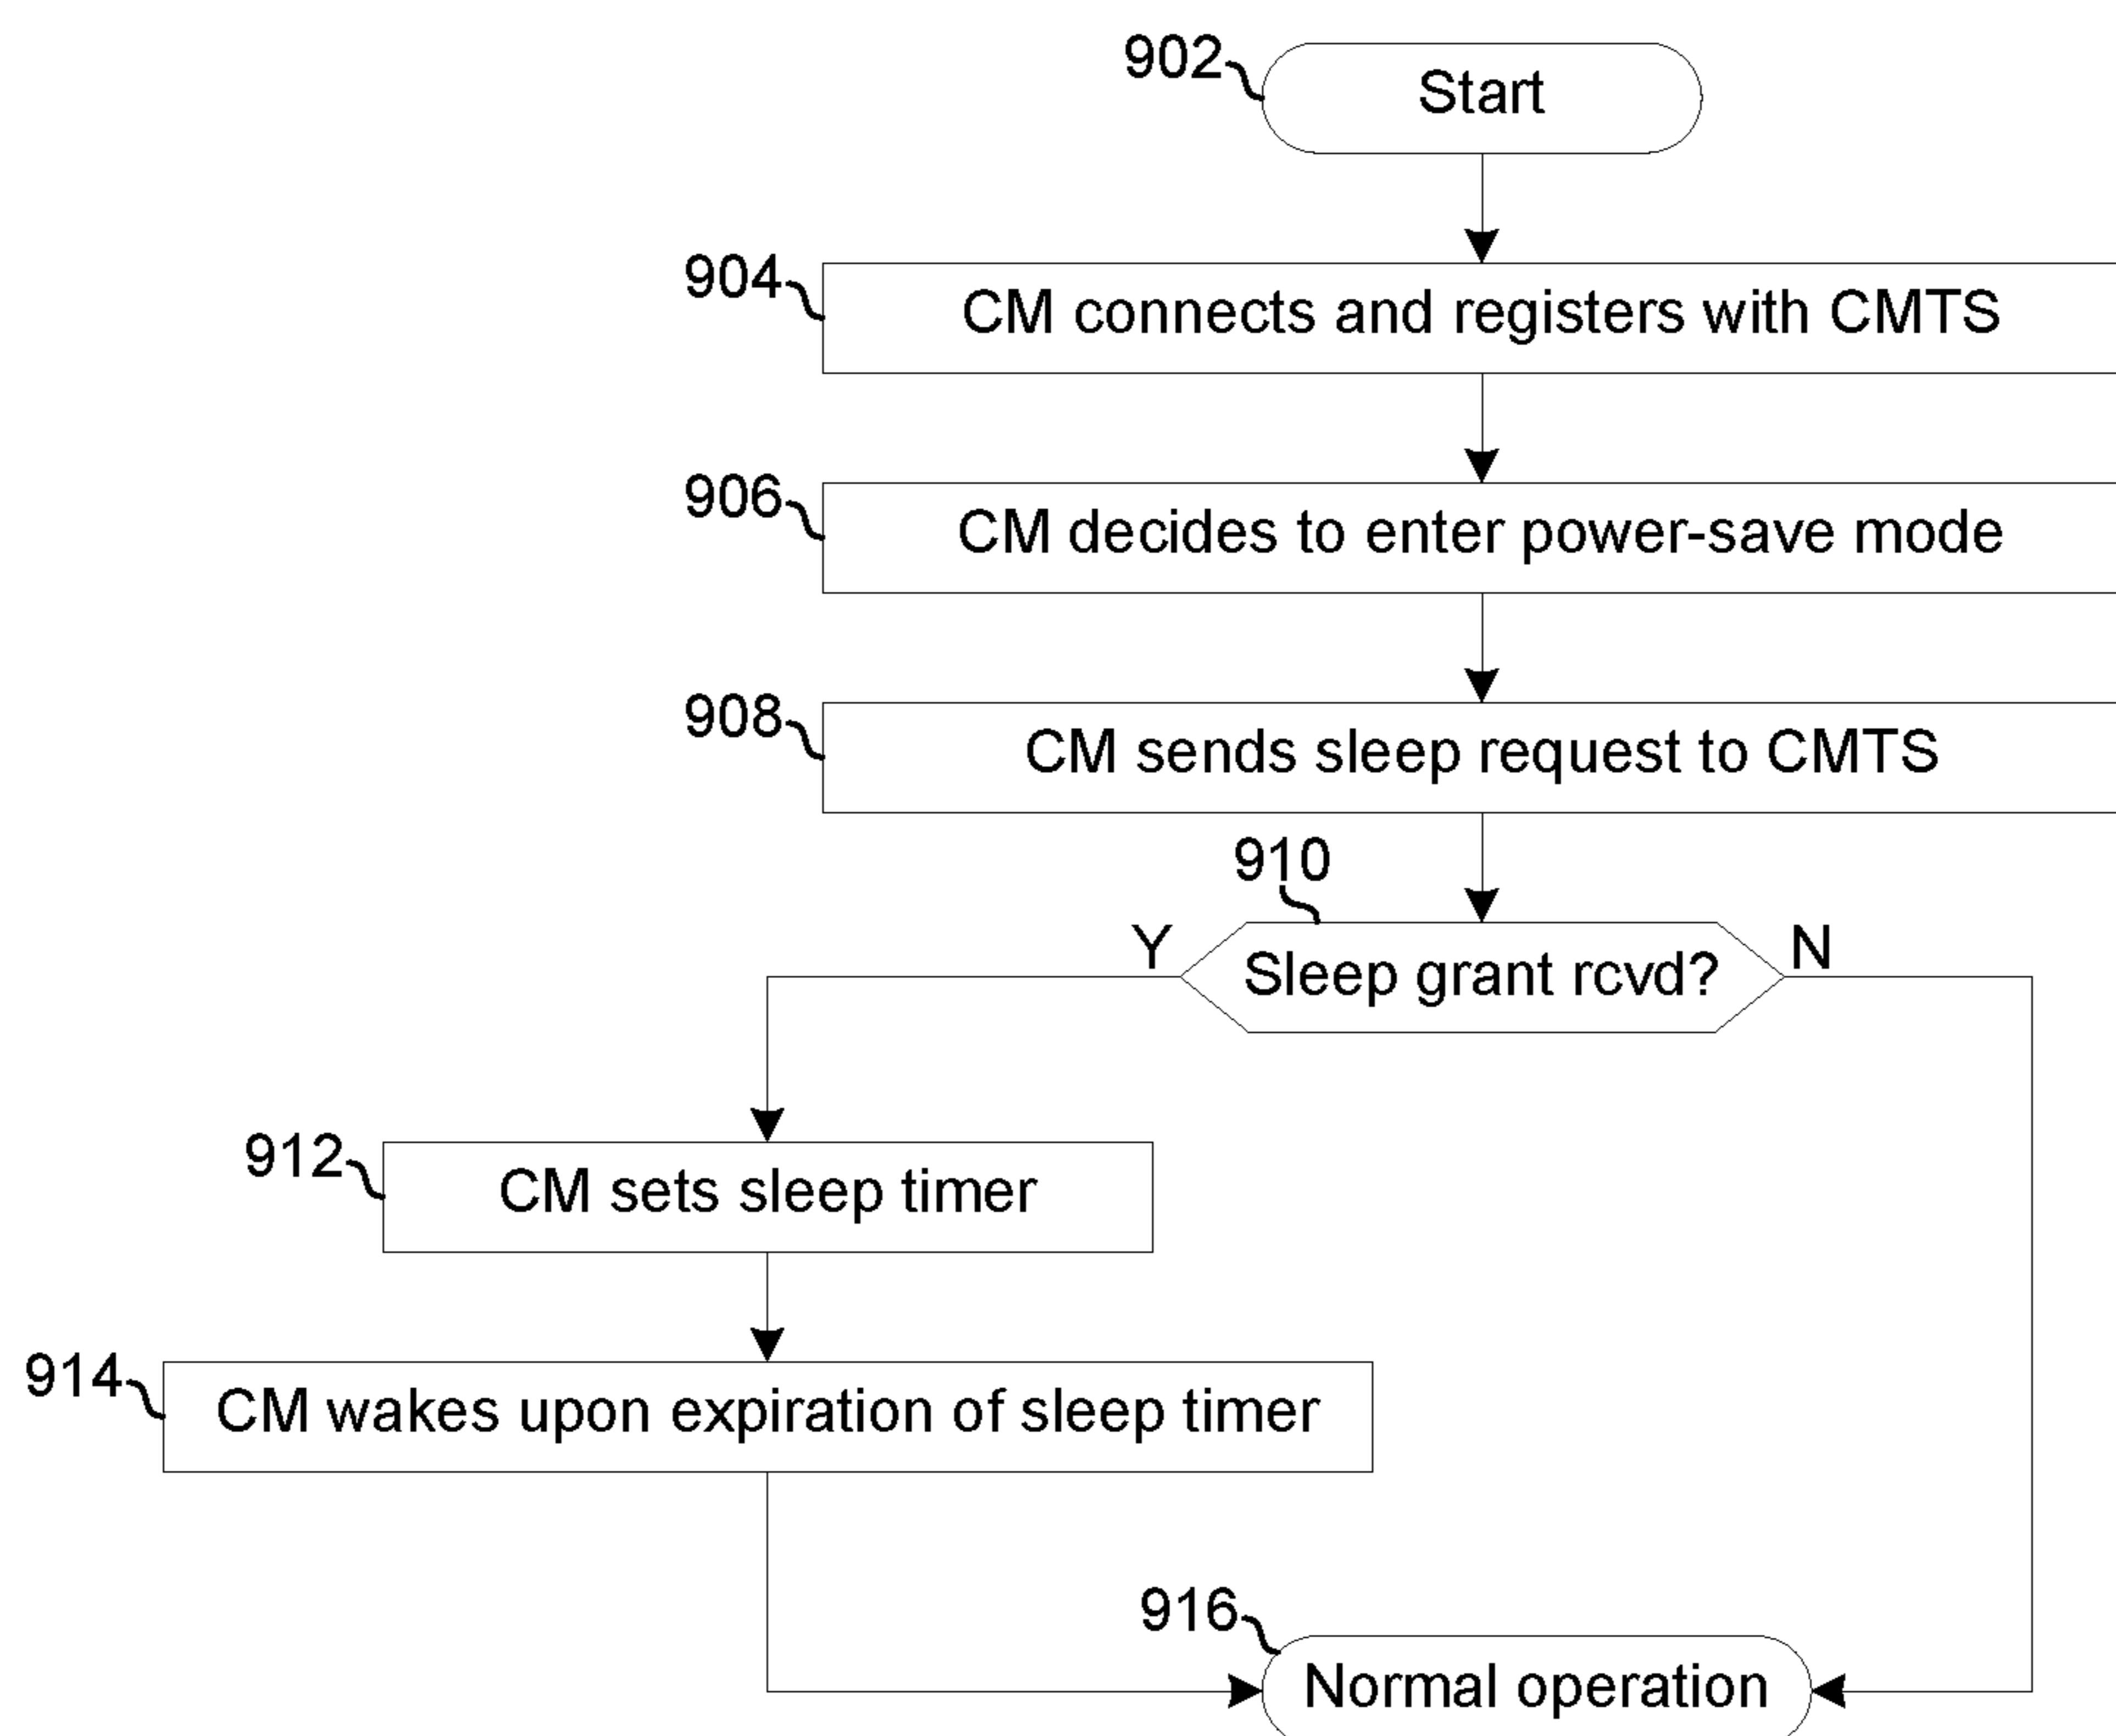 902
Start
904
CM connects and registers with CMTS
906
CM decides to enter power-save mode
908
CM sends sleep request to CMTS
910
Y
Sleep grant rcvd?
N
912
CM sets sleep timer
914
CM wakes upon expiration of sleep timer
916
Normal operation